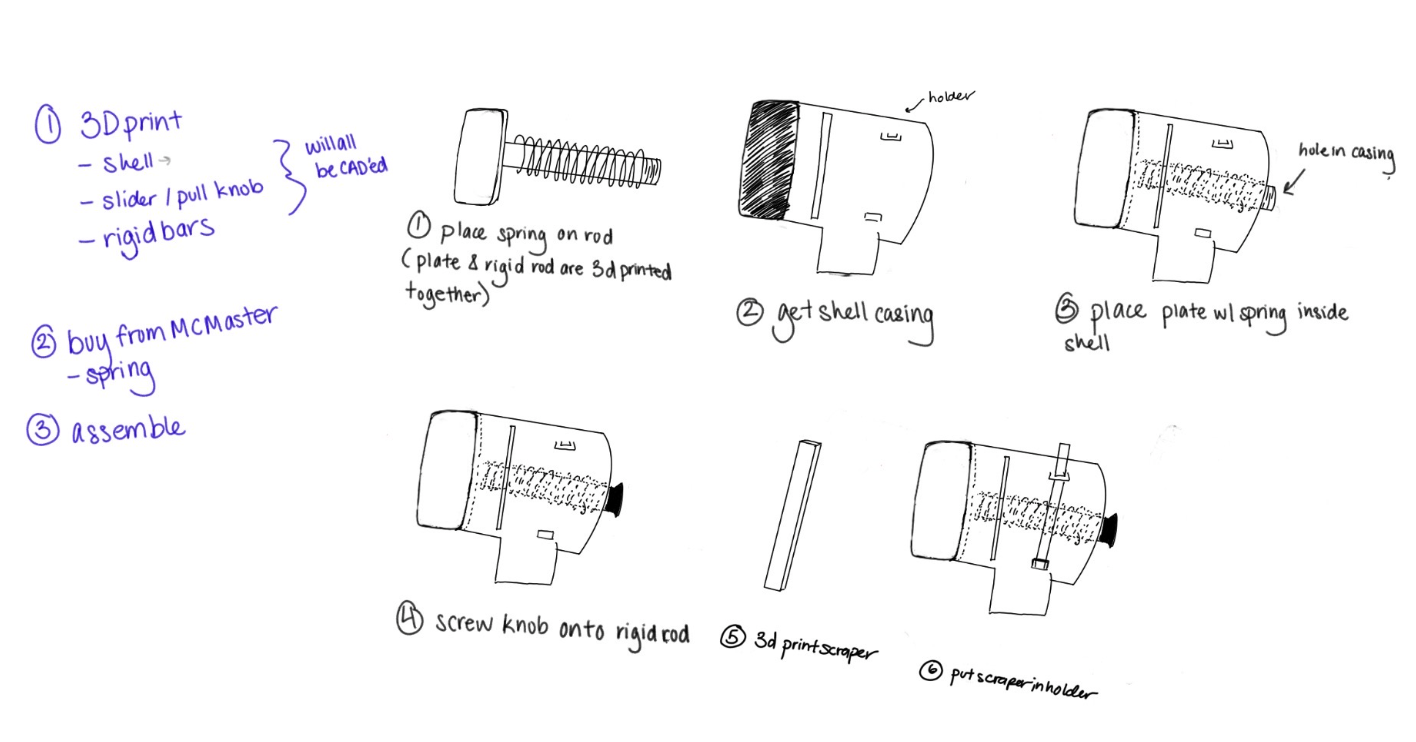 ① 3D print
- shell →
- slider / pull knob
- rigid bars
} will all
be CAD'ed
② buy from McMaster
- spring
③ assemble
① place spring on rod
(plate & rigid rod are 3d printed
together)
holder
② get shell casing
hole in casing
③ place plate w/ spring inside
shell
④ screw knob onto rigid rod
⑤ 3d print scraper
⑥ put scraper in holder